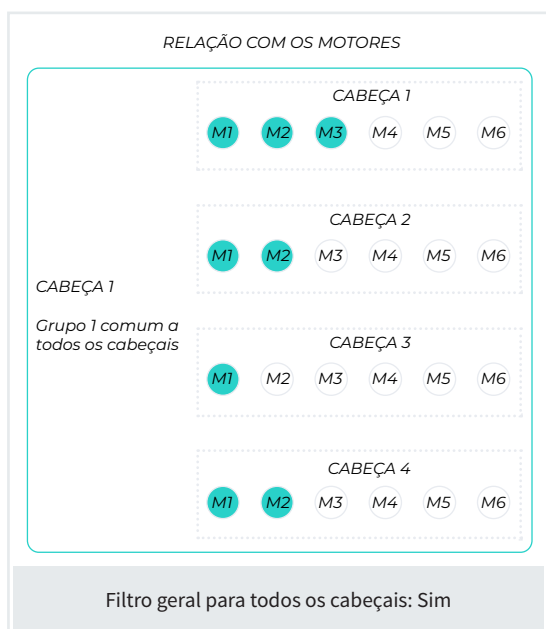 RELAÇÃO COM OS MOTORES
CABEÇA 1
M1 M2 M3 M4 M5 M6
CABEÇA 2
M1 M2 M3 M4 M5 M6
CABEÇA 1
Grupo 1 comum a
todos os cabeçais
CABEÇA 3
M1 M2 M3 M4 M5 M6
CABEÇA 4
M1 M2 M3 M4 M5 M6
Filtro geral para todos os cabeçais: Sim